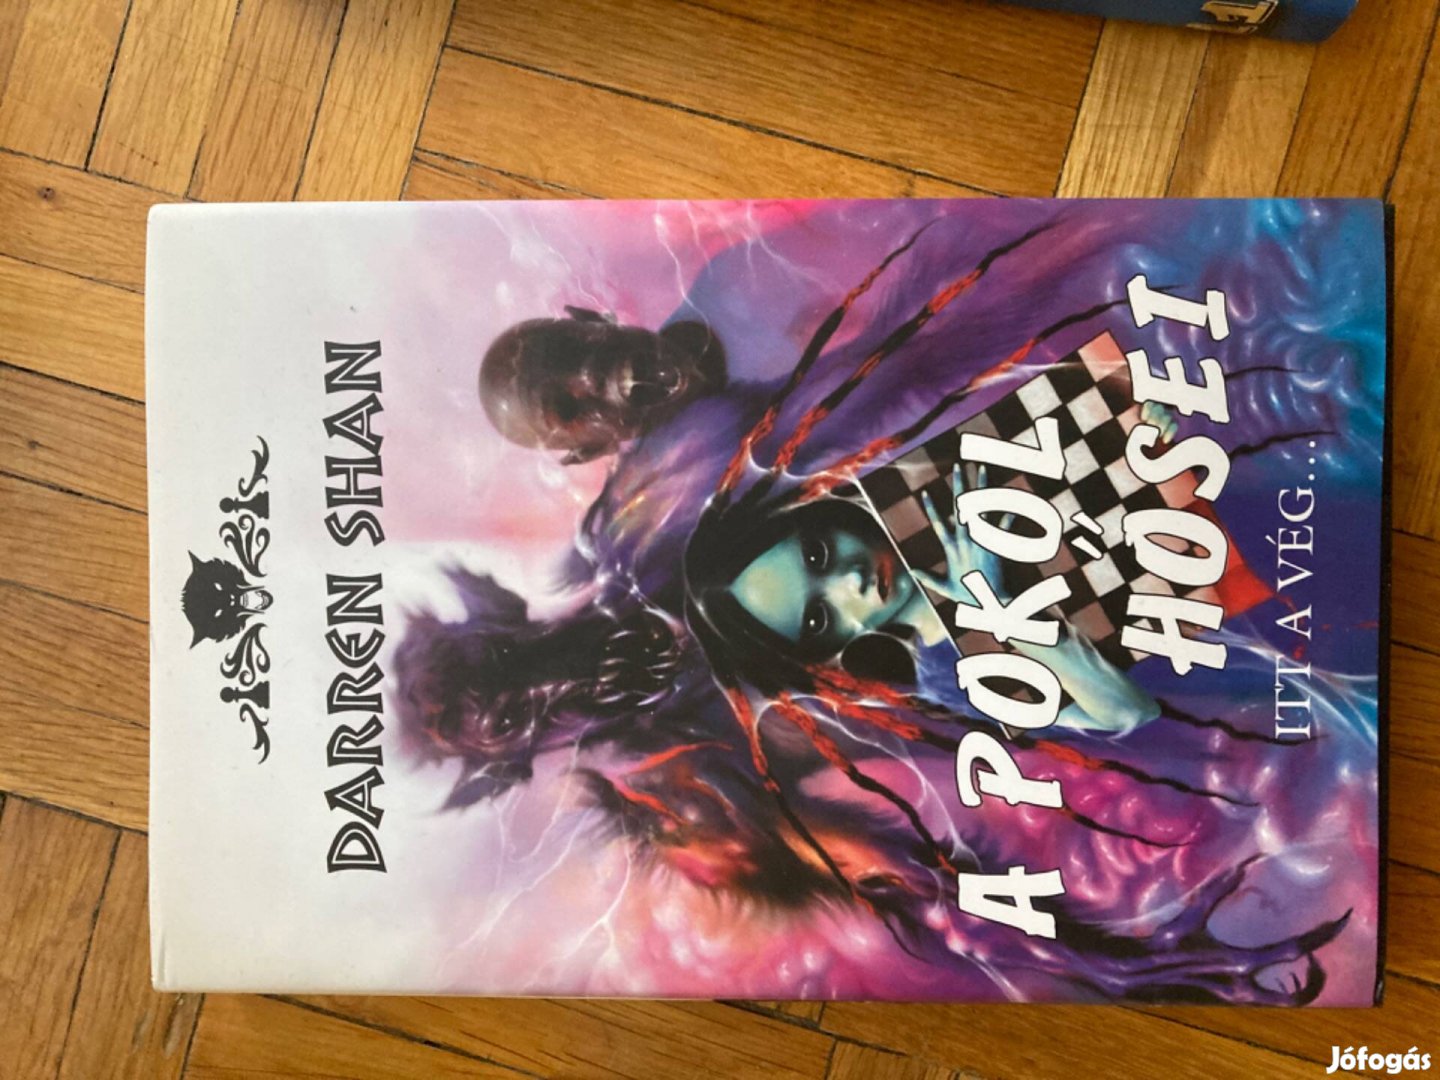 DARREN SHAN
A POKOL
HŐSEI
ITT A VÉG....
Jófogás